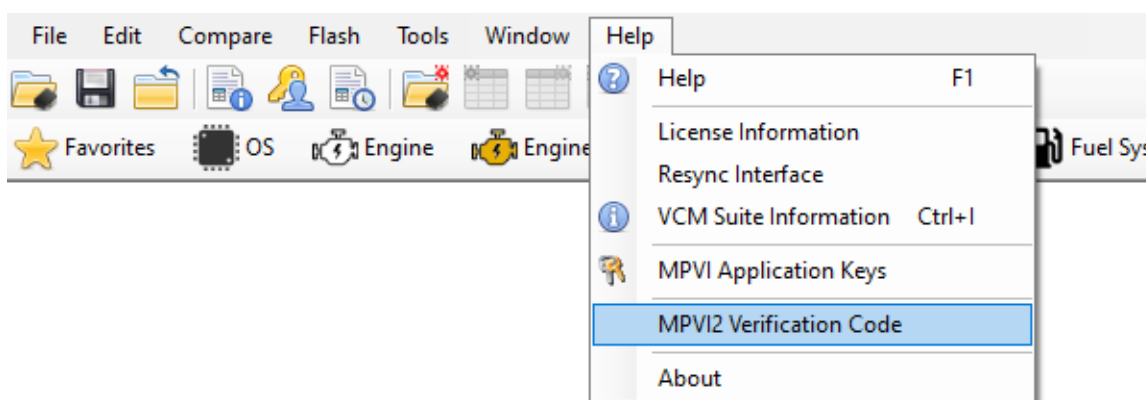 File Edit Compare Flash Tools Window Help
Help F1
License Information
Resync Interface
VCM Suite Information Ctrl+I
MPVI Application Keys
MPVI2 Verification Code
About
Favorites OS Engine Engine Fuel Sys